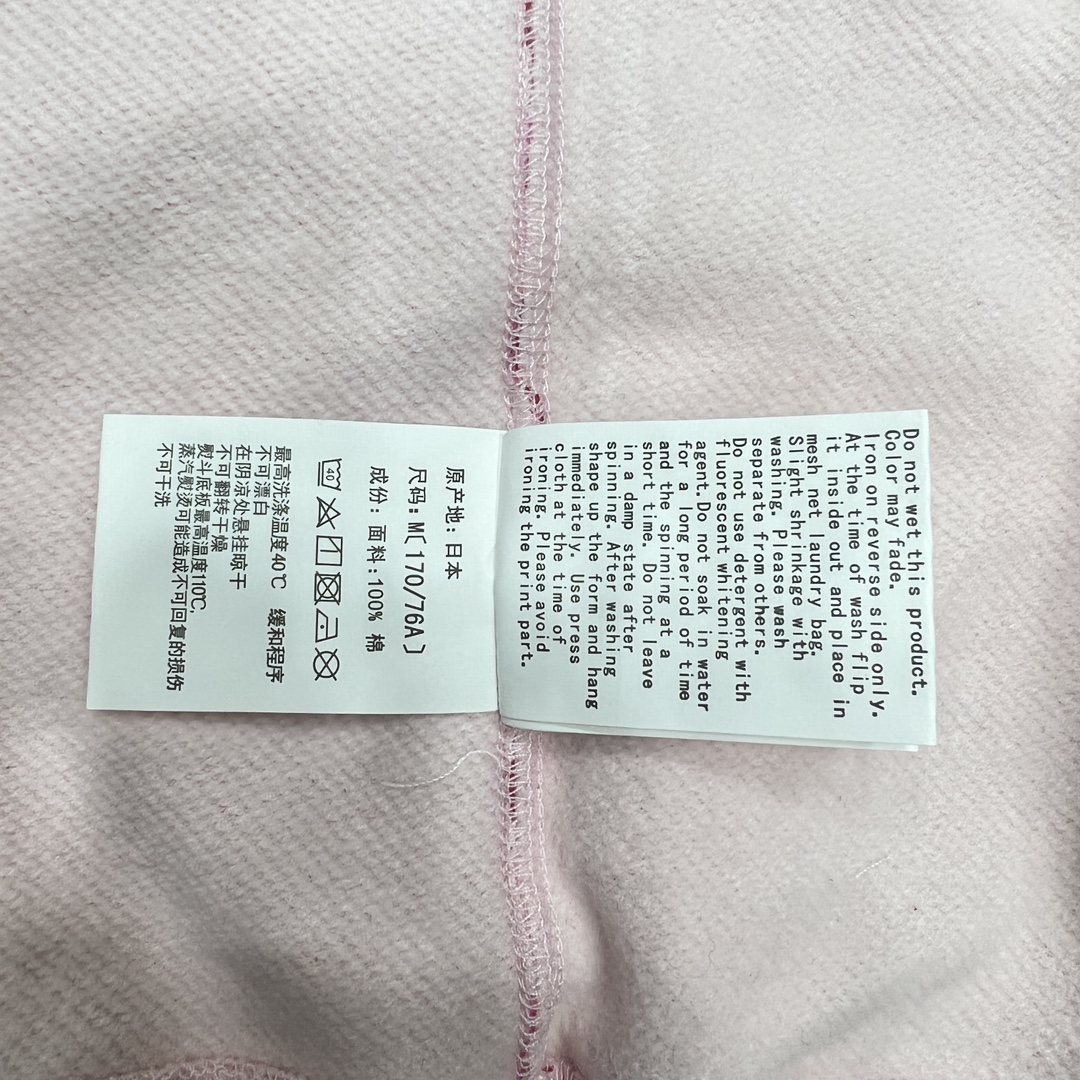 原产地:日本
尺码:M〔170/76A〕
成份: 面料:100% 棉
40
最高洗涤温度40℃ 缓和程序
不可漂白
在阴凉处悬挂晾干
不可翻转干燥
熨斗底板最高温度110℃,
蒸汽熨烫可能造成不可回复的损伤
不可干洗
Do not wet this product.
Color may fade.
Iron on reverse side only.
At the time of wash flip
it inside out and place in
mesh net laundry bag.
Slight shrinkage with
washing. Please wash
separate from others.
Do not use detergent with
fluorescent whitening
agent. Do not soak in water
for a long period of time
and the spinning at a
short time. Do not leave
in a damp state after
spinning. After washing
shape up the form and hang
immediately. Use press
cloth at the time of
ironing. Please avoid
ironing the print part.